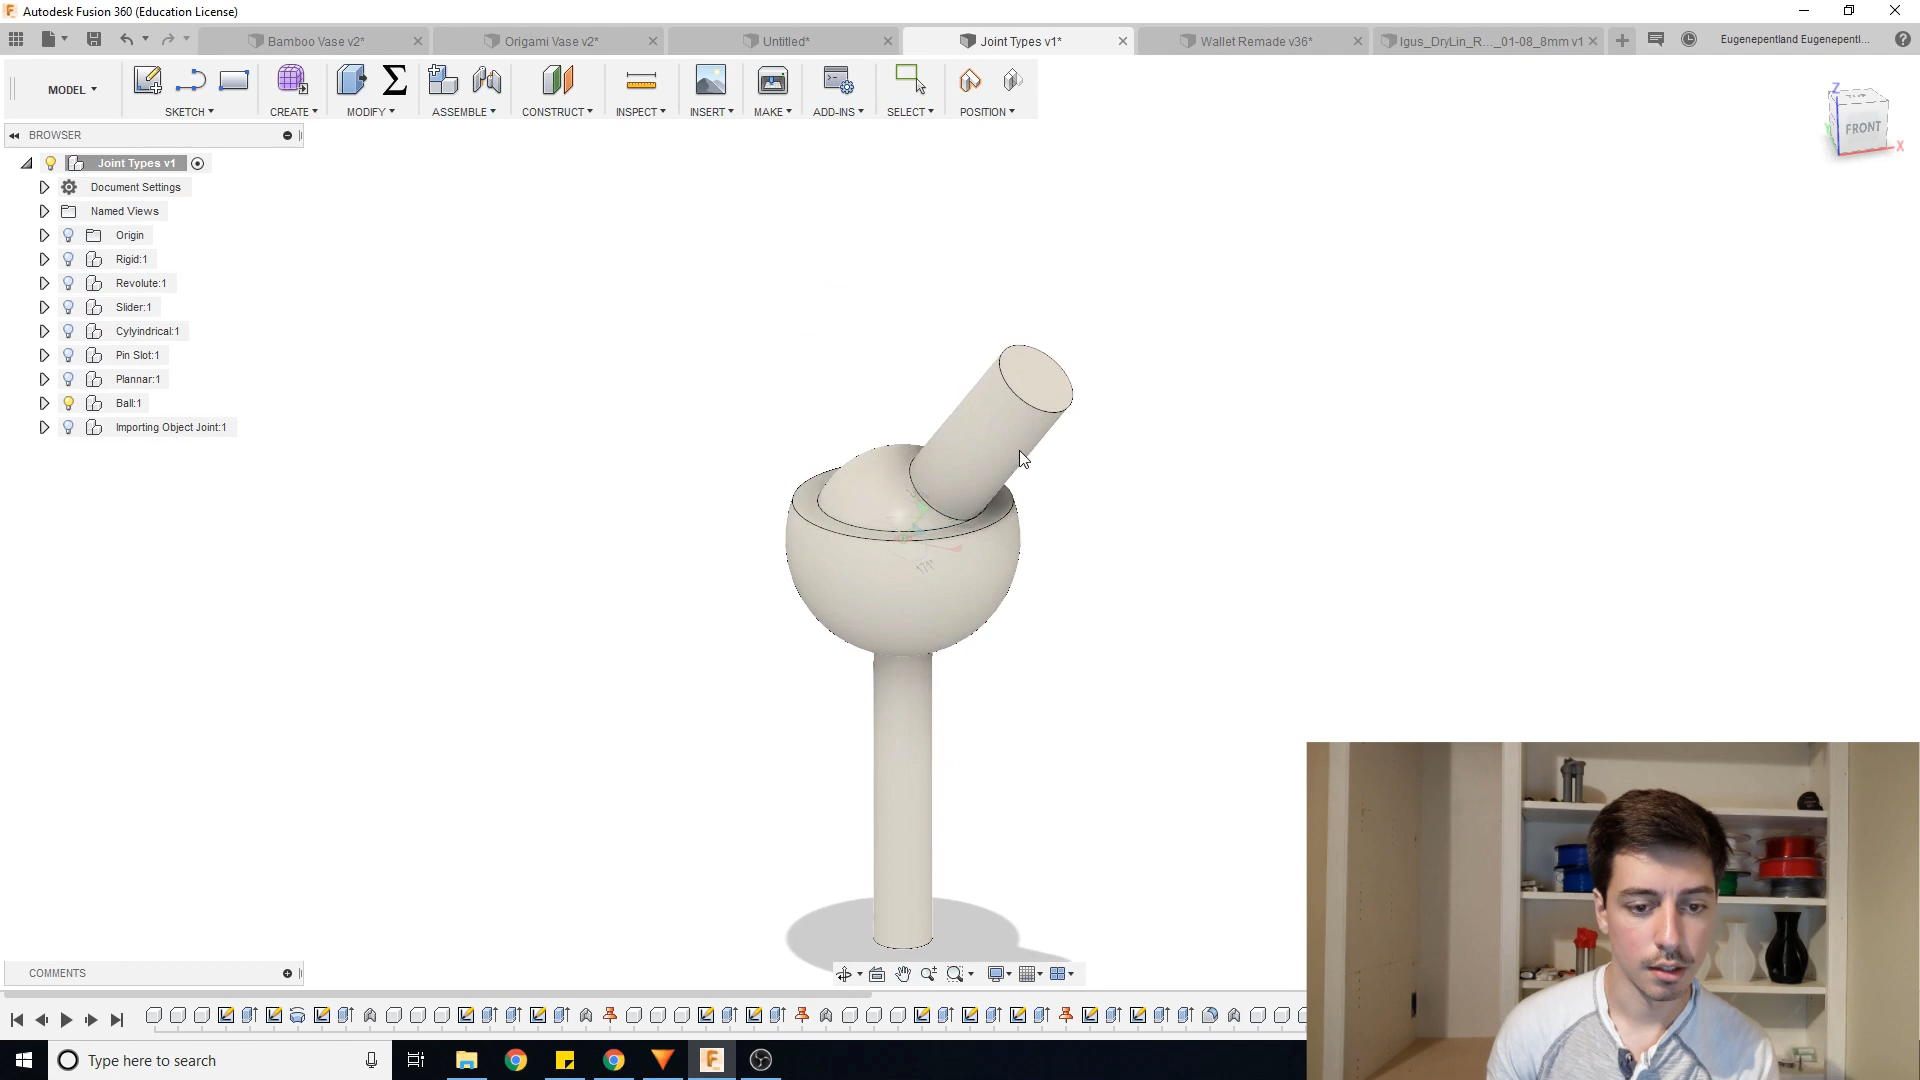 Autodesk Fusion 360 (Education License)
Bamboo Vase v2*
Origami Vase v2*
Untitled*
Joint Types v1*
Wallet Remade v36*
Igus_DryLin_R..._01-08_8mm v1
Eugenepentland Eugenepentl...
MODEL
SKETCH
CREATE
MODIFY
ASSEMBLE
CONSTRUCT
INSPECT
INSERT
MAKE
ADD-INS
SELECT
POSITION
BROWSER
Joint Types v1
Document Settings
Named Views
Origin
Rigid:1
Revolute:1
Slider:1
Cylyindrical:1
Pin Slot:1
Plannar:1
Ball:1
Importing Object Joint:1
Z
TOP
FRONT
X
COMMENTS
Type here to search